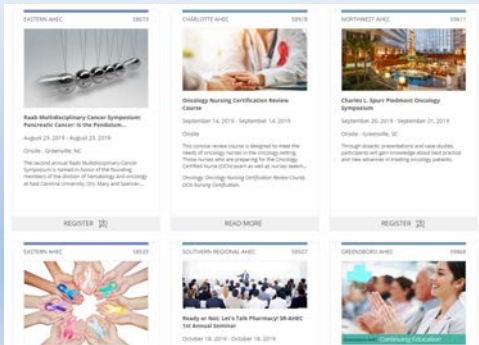 EASTERN AHEC
Raab Multidisciplinary Cancer Symposium:
Pancreatic Cancer: Is the Pendulum...
August 23, 2019 - August 23, 2019
Onsite - Greenville, NC
The second annual Raab Multidisciplinary Cancer
Symposium is named in honor of the founding
members of the division of hematology and oncology
at East Carolina University, Drs. Mary and Spencer...
REGISTER
CHARLOTTE AHEC
Oncology Nursing Certification Review
Course
September 14, 2019 - September 14, 2019
Onsite
This concise review course is designed to meet the
needs of oncology nurses in the oncology setting.
Those nurses who are preparing for the Oncology
Certified Nurse (OCN) exam as well as nurses
Oncology, Oncology Nursing Certification Review Course,
OCN Nursing Certification,
READ MORE
NORTHWEST AHEC
Charles L. Spurr Piedmont Oncology
Symposium
September 20, 2019 - September 21, 2019
Onsite - Greenville, SC
Through didactic presentations and case studies,
participants will gain knowledge about best practice
and new advances in treating oncology patients.
REGISTER
EASTERN AHEC
SOUTHERN REGIONAL AHEC
Ready or Not: Let's Talk Pharmacy! SR-AHEC
1st Annual Seminar
October 18, 2019 - October 18, 2019
GREENSBORO AHEC
Greensboro AHEC Continuing Education